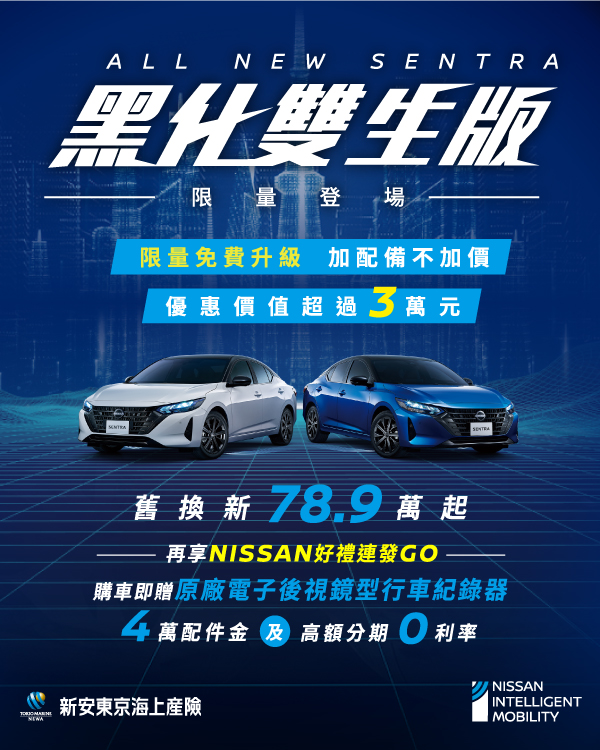 ALL NEW SENTRA
黑化雙生版
限量登場
限量免費升級 加配備不加價
優惠價值超過3萬元
SENTRA SENTRA
舊換新78.9萬起
再享NISSAN好禮連發GO
購車即贈原廠電子後視鏡型行車紀錄器
4萬配件金及高額分期0利率
TOKIO MARINE
NEWA
新安東京海上産險
NISSAN
INTELLIGENT
MOBILITY